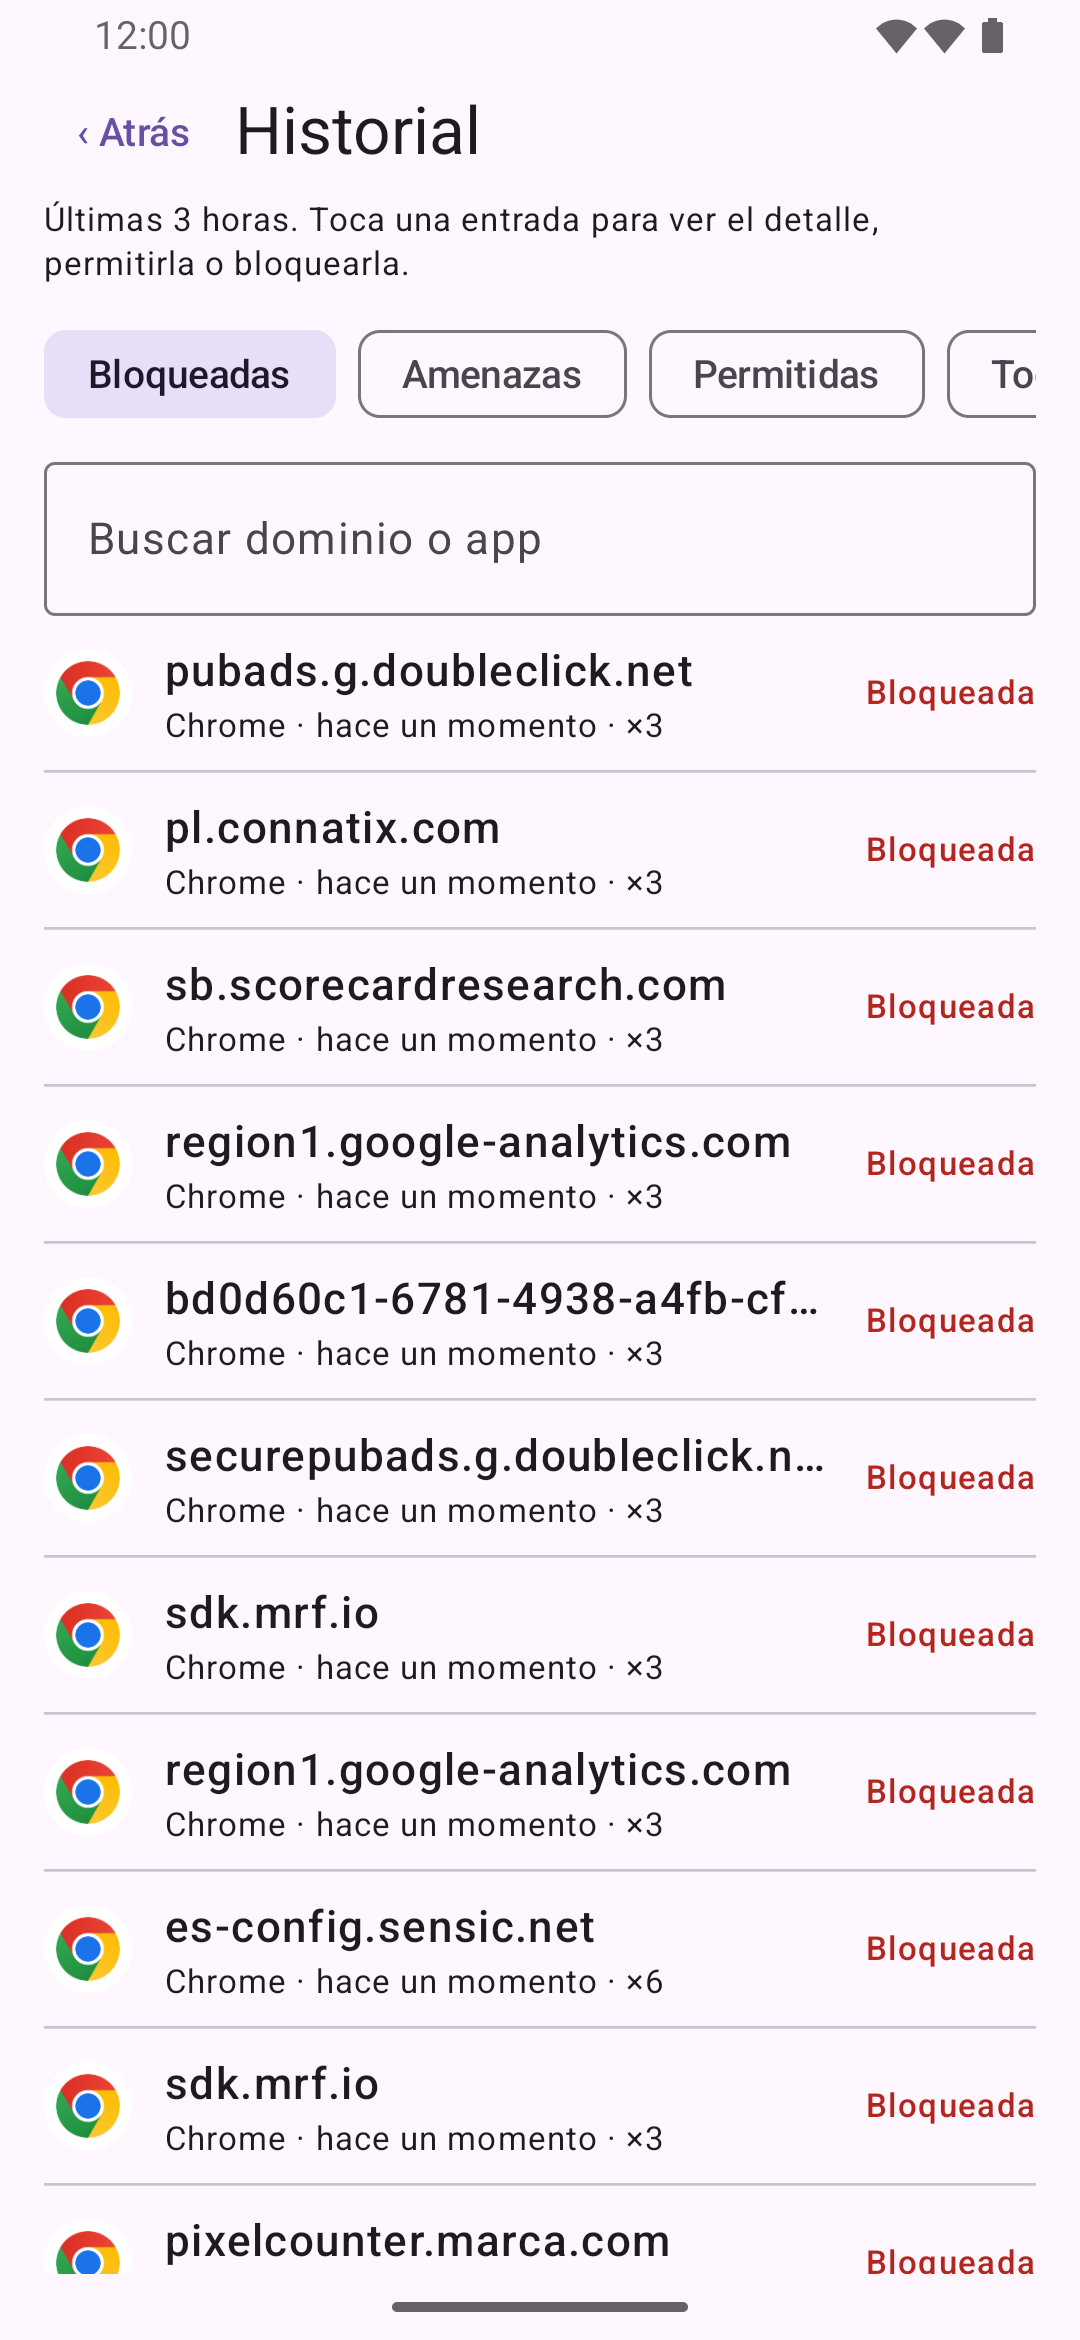 12:00
‹ Atrás Historial
Últimas 3 horas. Toca una entrada para ver el detalle,
permitirla o bloquearla.
Bloqueadas Amenazas Permitidas
Buscar dominio o app
pubads.g.doubleclick.net
Chrome · hace un momento · ×3
Bloqueada
pl.connatix.com
Chrome · hace un momento · ×3
Bloqueada
sb.scorecardresearch.com
Chrome · hace un momento · ×3
Bloqueada
region1.google-analytics.com
Chrome · hace un momento · ×3
Bloqueada
bd0d60c1-6781-4938-a4fb-cf…
Chrome · hace un momento · ×3
Bloqueada
securepubads.g.doubleclick.n…
Chrome · hace un momento · ×3
Bloqueada
sdk.mrf.io
Chrome · hace un momento · ×3
Bloqueada
region1.google-analytics.com
Chrome · hace un momento · ×3
Bloqueada
es-config.sensic.net
Chrome · hace un momento · ×6
Bloqueada
sdk.mrf.io
Chrome · hace un momento · ×3
Bloqueada
pixelcounter.marca.com
Bloqueada